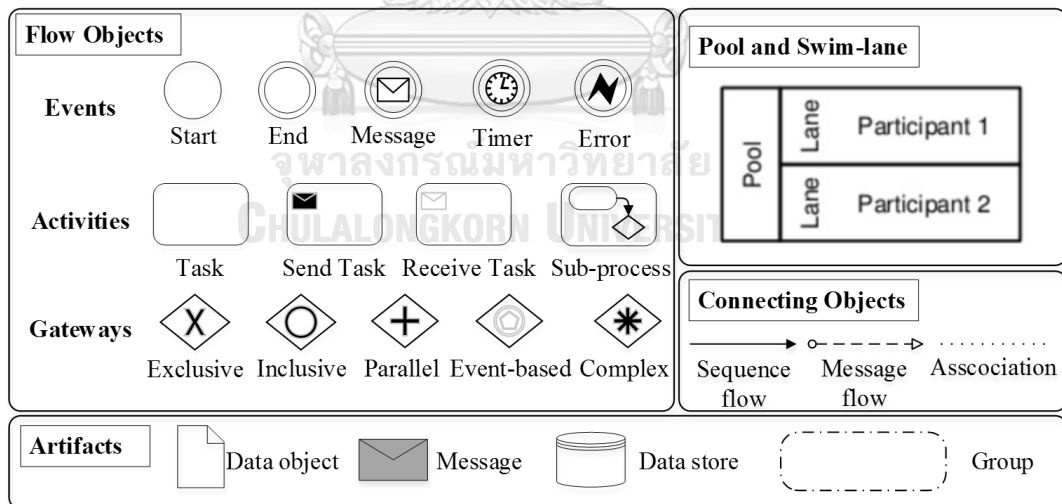 Flow Objects
Events
Start End Message Timer Error
จุฬาลงกรณ์มหาวิทยาลัย
CHULALONGKORN UNIVERSIT
Activities
Task Send Task Receive Task Sub-process
Gateways
X
Exclusive Inclusive Parallel Event-based Complex
Pool and Swim-lane
Pool
Lane
Participant 1
Lane
Participant 2
Connecting Objects
Sequence flow
Message flow
Asscociation
Artifacts
Data object Message Data store Group